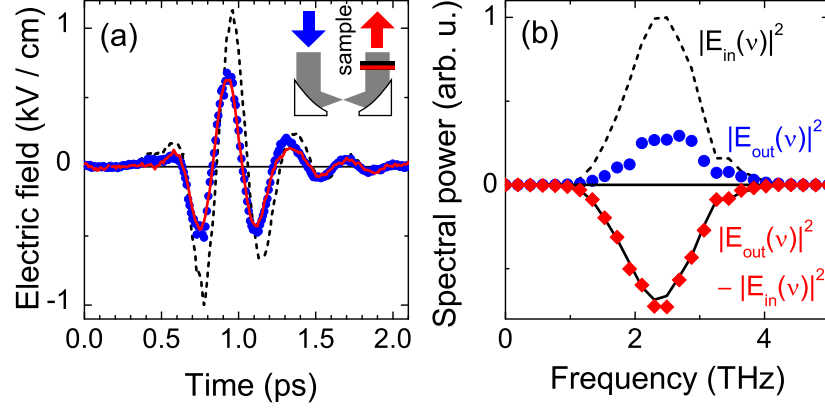 (a)
sample
1
0
-1
Electric field (kV / cm)
0.0 0.5 1.0 1.5 2.0
Time (ps)
(b)
|E_in(ν)|²
|E_out(ν)|²
|E_out(ν)|²
– |E_in(ν)|²
1
0
Spectral power (arb. u.)
0 2 4
Frequency (THz)